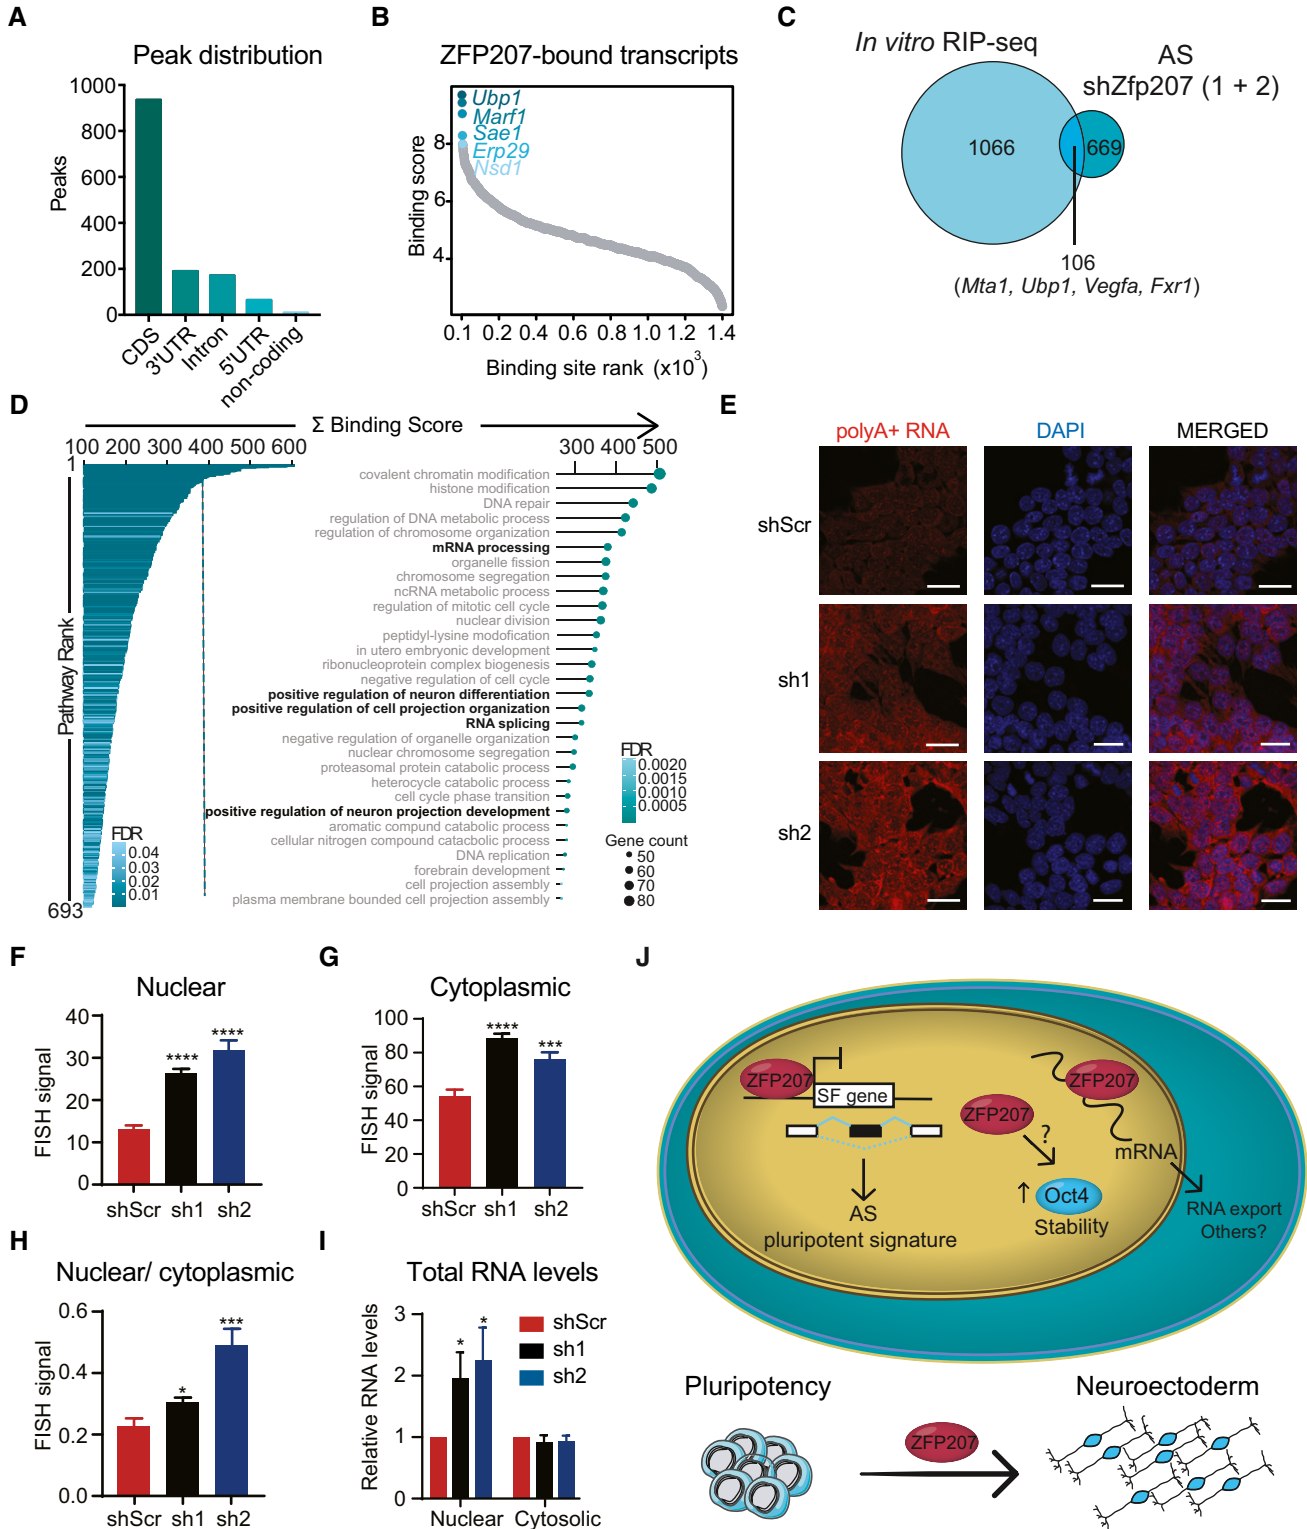 A
Peak distribution
Peaks
1000
800
600
400
200
0
CDS
3'UTR
Intron
5'UTR
non-coding
B
ZFP207-bound transcripts
Binding score
8
6
4
Ubp1
Marf1
Sae1
Erp29
Nsd1
0.1 0.2 0.4 0.6 0.8 1.0 1.2 1.4
Binding site rank (x10³)
C
In vitro RIP-seq
AS
shZfp207 (1 + 2)
1066
669
106
(Mta1, Ubp1, Vegfa, Fxr1)
D
Σ Binding Score
100 200 300 400 500 600
1
Pathway Rank
693
FDR
0.04
0.03
0.02
0.01
300 400 500
covalent chromatin modification
histone modification
DNA repair
regulation of DNA metabolic process
regulation of chromosome organization
mRNA processing
organelle fission
chromosome segregation
ncRNA metabolic process
regulation of mitotic cell cycle
nuclear division
peptidyl-lysine modofication
in utero embryonic development
ribonucleoprotein complex biogenesis
negative regulation of cell cycle
positive regulation of neuron differentiation
positive regulation of cell projection organization
RNA splicing
negative regulation of organelle organization
nuclear chromosome segregation
proteasomal protein catabolic process
heterocycle catabolic process
cell cycle phase transition
positive regulation of neuron projection development
aromatic compund catabolic process
cellular nitrogen compound catacbolic process
DNA replication
forebrain development
cell projection assembly
plasma membrane bounded cell projection assembly
FDR
0.0020
0.0015
0.0010
0.0005
Gene count
50
60
70
80
E
polyA+ RNA
DAPI
MERGED
shScr
sh1
sh2
F
Nuclear
FISH signal
40
30
20
10
0
****
****
shScr sh1 sh2
G
Cytoplasmic
FISH signal
100
80
60
40
20
0
****
***
shScr sh1 sh2
H
Nuclear/ cytoplasmic
FISH signal
0.6
0.4
0.2
0.0
*
***
shScr sh1 sh2
I
Total RNA levels
Relative RNA levels
3
2
1
0
*
*
shScr
sh1
sh2
Nuclear Cytosolic
J
ZFP207
SF gene
AS
pluripotent signature
ZFP207
?
Oct4
Stability
ZFP207
mRNA
RNA export
Others?
Pluripotency
ZFP207
Neuroectoderm